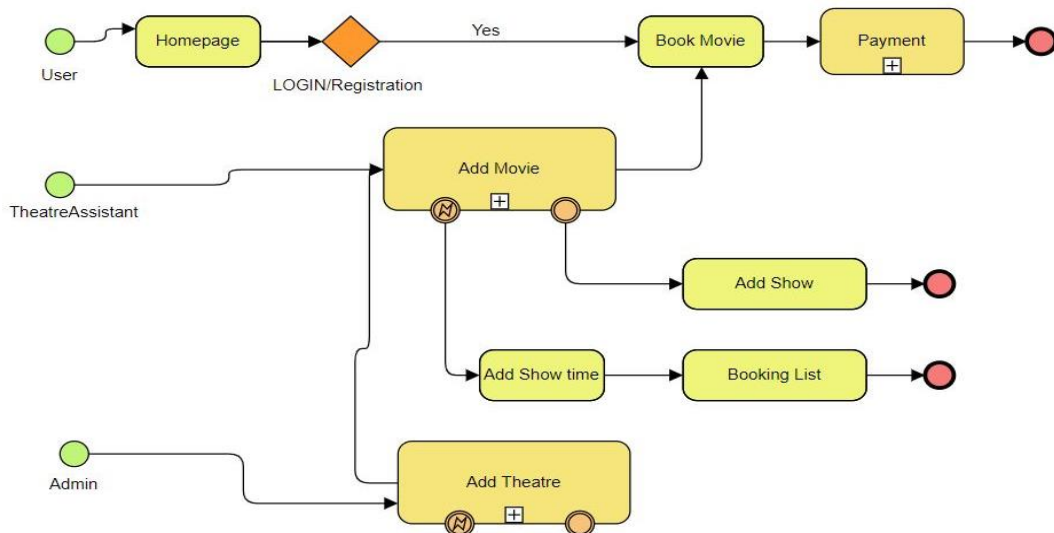 Homepage
Yes
Book Movie
Payment
User
LOGIN/Registration
Add Movie
TheatreAssistant
Add Show
Add Show time
Booking List
Add Theatre
Admin